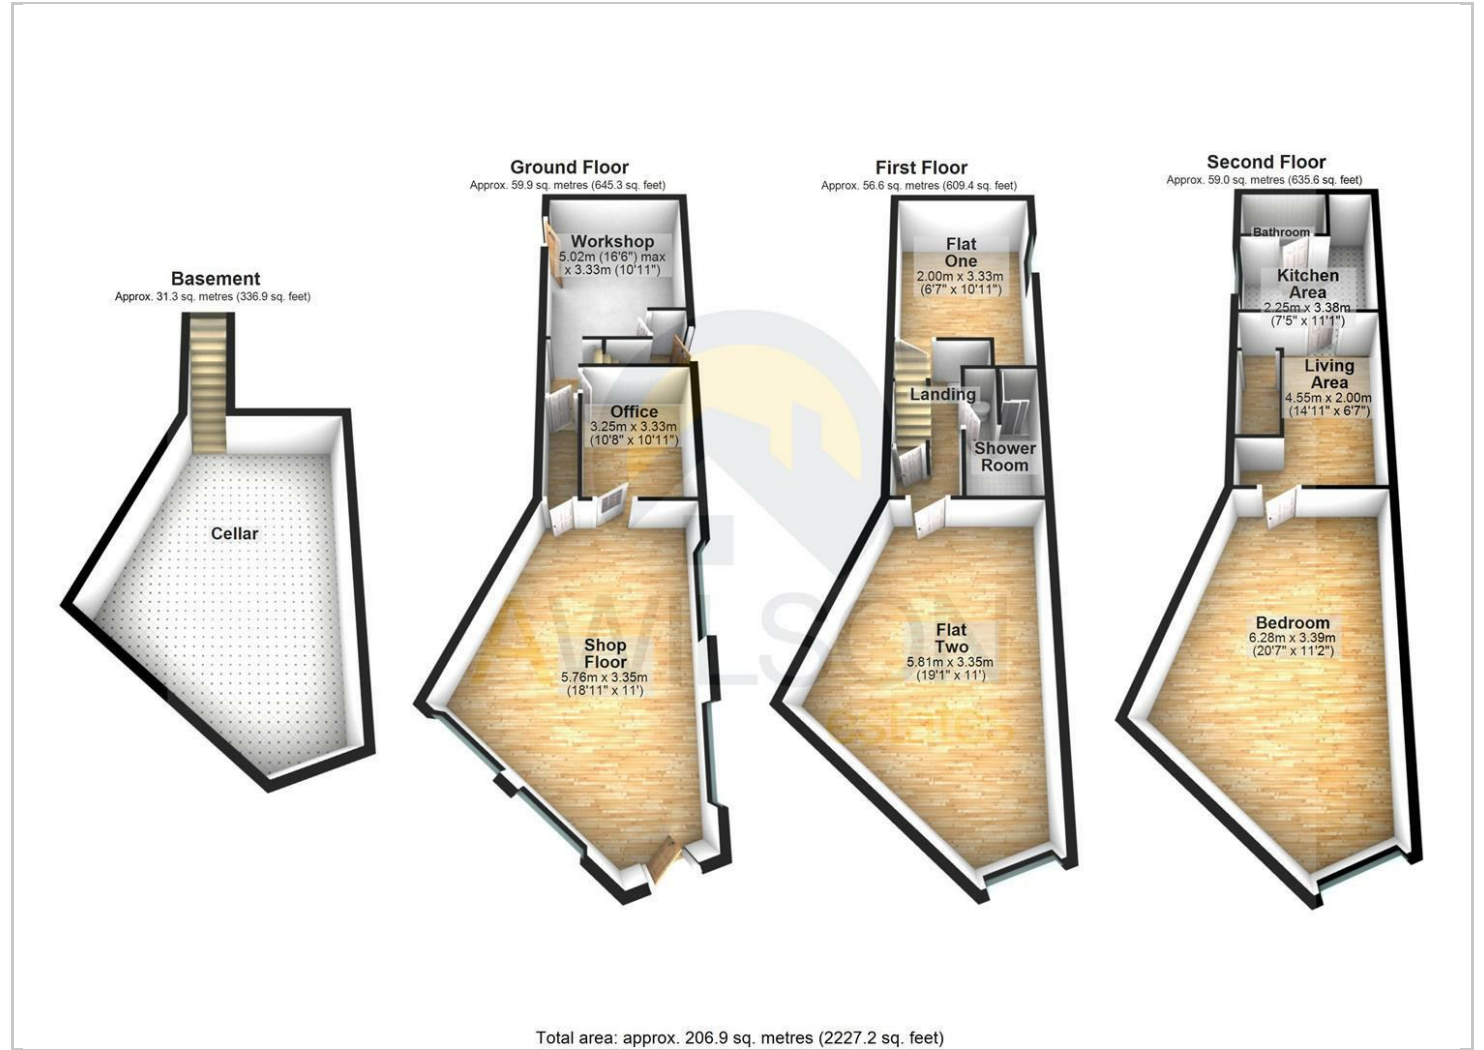 Basement
Approx. 31.3 sq. metres (336.9 sq. feet)
Cellar
Ground Floor
Approx. 59.9 sq. metres (645.3 sq. feet)
Workshop
5.02m (16'6") max
x 3.33m (10'11")
Office
3.25m x 3.33m
(10'8" x 10'11")
Shop
Floor
5.76m x 3.35m
(18'11" x 11')
First Floor
Approx. 56.6 sq. metres (609.4 sq. feet)
Flat
One
2.00m x 3.33m
(6'7" x 10'11")
Landing
Shower
Room
Flat
Two
5.81m x 3.35m
(19'1" x 11')
Second Floor
Approx. 59.0 sq. metres (635.6 sq. feet)
Bathroom
Kitchen
Area
2.25m x 3.38m
(7'5" x 11'1")
Living
Area
4.55m x 2.00m
(14'11" x 6'7")
Bedroom
6.28m x 3.39m
(20'7" x 11'2")
AWILSON
estates
Total area: approx. 206.9 sq. metres (2227.2 sq. feet)